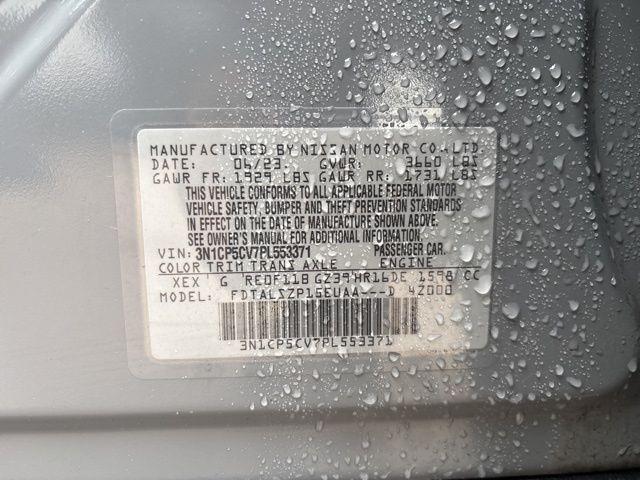 MANUFACTURED BY NISSAN MOTOR CO., LTD.
DATE: 06/23. GVWR: 3660 LBS
GAWR FR: 1929 LBS GAWR RR: 1731 LBS
THIS VEHICLE CONFORMS TO ALL APPLICABLE FEDERAL MOTOR
VEHICLE SAFETY, BUMPER AND THEFT PREVENTION STANDARDS
IN EFFECT ON THE DATE OF MANUFACTURE SHOWN ABOVE.
SEE OWNER'S MANUAL FOR ADDITIONAL INFORMATION.
VIN: 3N1CP5CV7PL553371 PASSENGER CAR.
COLOR TRIM TRANS AXLE ENGINE
XEX G RE0F11B GZ39 HR16DE 1598 CC
MODEL: FDTALSZP15EUAA---D 4Z000
3N1CP5CV7PL553371